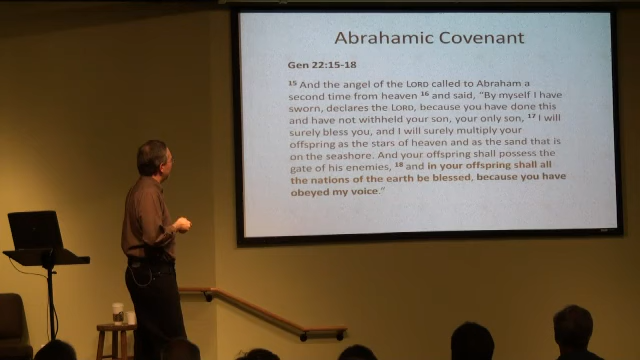 Abrahamic Covenant
Gen 22:15-18
15 And the angel of the LORD called to Abraham a
second time from heaven 16 and said, “By myself I have
sworn, declares the LORD, because you have done this
and have not withheld your son, your only son, 17 I will
surely bless you, and I will surely multiply your
offspring as the stars of heaven and as the sand that is
on the seashore. And your offspring shall possess the
gate of his enemies, 18 and in your offspring shall all
the nations of the earth be blessed, because you have
obeyed my voice.”